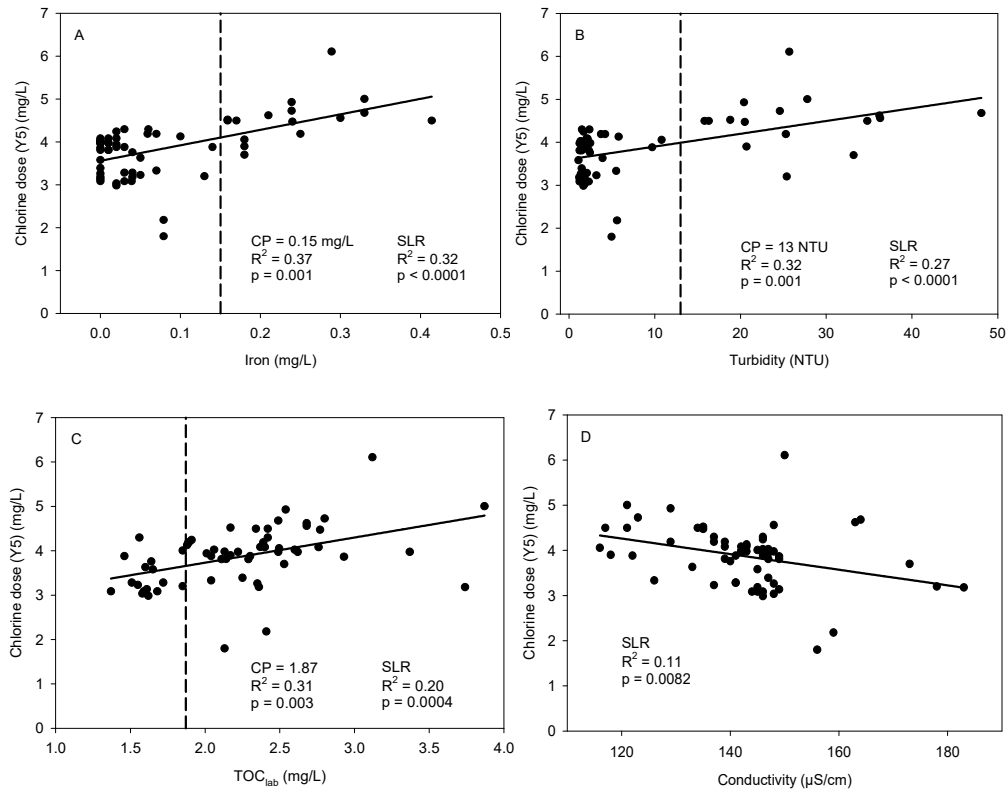 A
Chlorine dose (Y5) (mg/L)
7
6
5
4
3
2
1
0
CP = 0.15 mg/L
R² = 0.37
p = 0.001
SLR
R² = 0.32
p < 0.0001
0.0 0.1 0.2 0.3 0.4 0.5
Iron (mg/L)
B
Chlorine dose (Y5) (mg/L)
7
6
5
4
3
2
1
0
CP = 13 NTU
R² = 0.32
p = 0.001
SLR
R² = 0.27
p < 0.0001
0 10 20 30 40 50
Turbidity (NTU)
C
Chlorine dose (Y5) (mg/L)
7
6
5
4
3
2
1
0
CP = 1.87
R² = 0.31
p = 0.003
SLR
R² = 0.20
p = 0.0004
1.0 1.5 2.0 2.5 3.0 3.5 4.0
TOC_lab (mg/L)
D
Chlorine dose (Y5) (mg/L)
7
6
5
4
3
2
1
0
SLR
R² = 0.11
p = 0.0082
120 140 160 180
Conductivity (µS/cm)